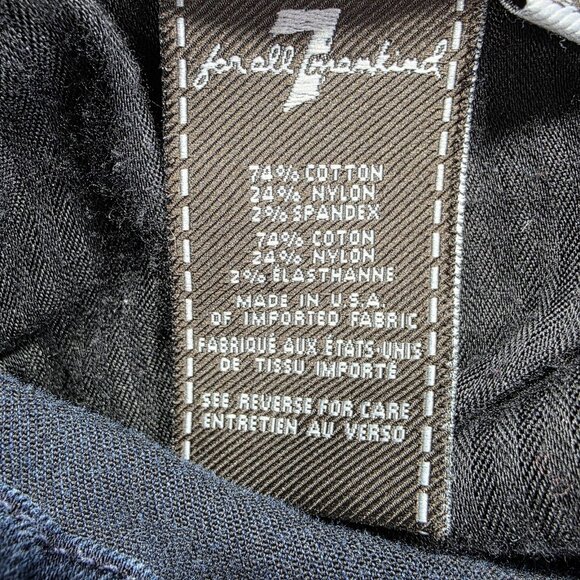 7
for all mankind
74% COTTON
24% NYLON
2% SPANDEX
74% COTON
24% NYLON
2% ÉLASTHANNE
MADE IN U.S.A.
OF IMPORTED FABRIC
FABRIQUÉ AUX ÉTATS-UNIS
DE TISSU IMPORTÉ
SEE REVERSE FOR CARE
ENTRETIEN AU VERSO